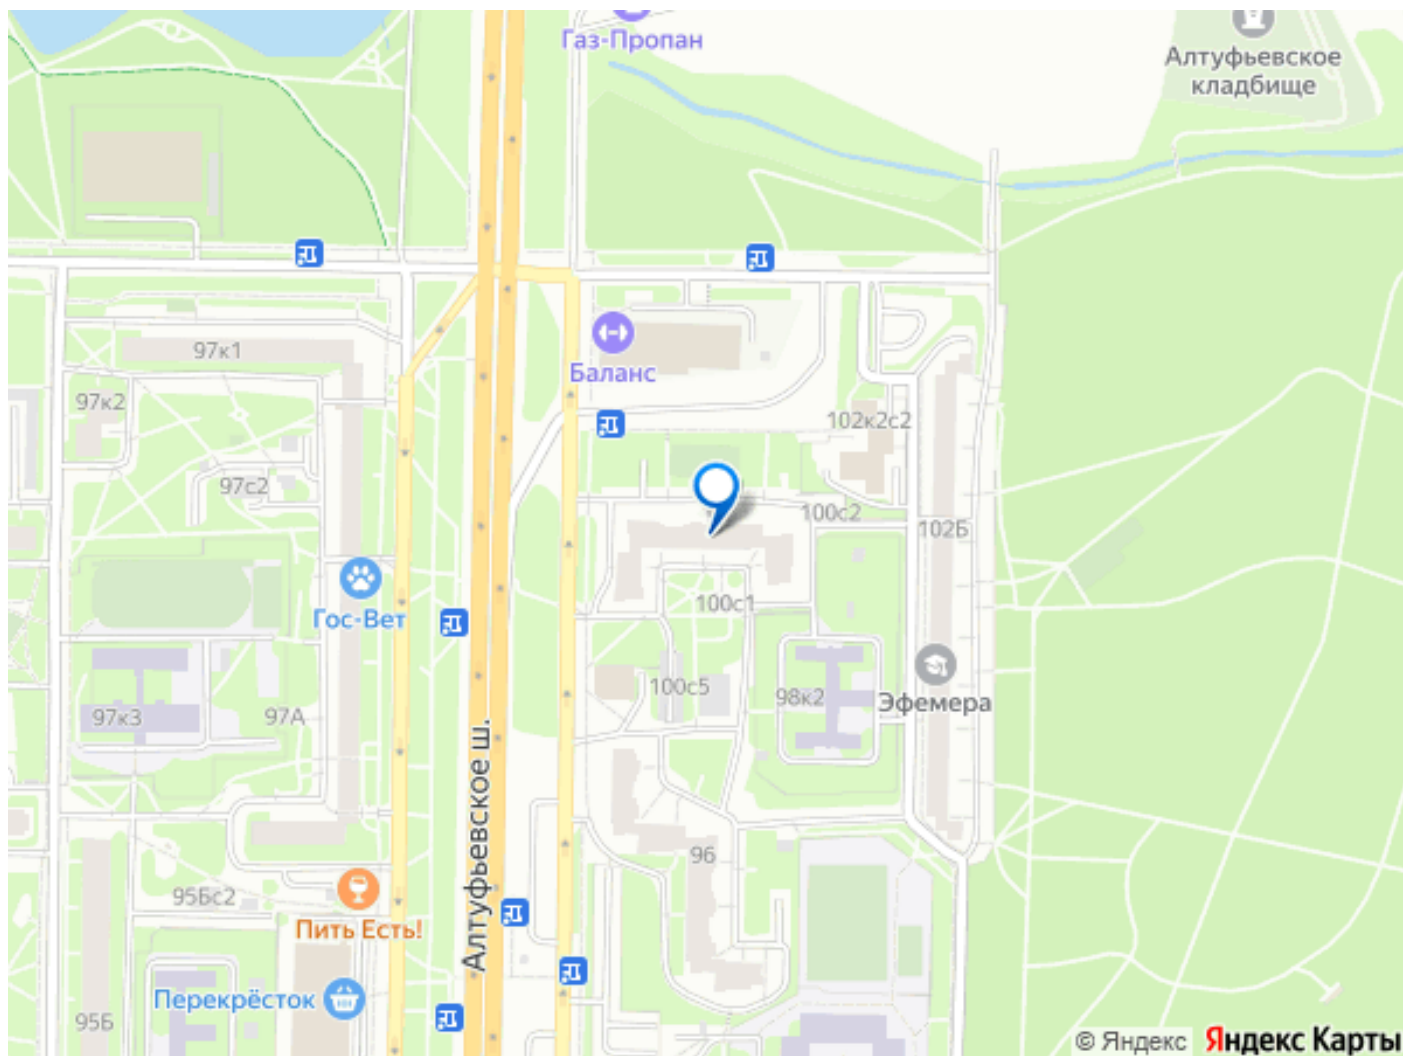 Газ-Пропан
Алтуфьевское
кладбище
97к1
Баланс
97к2
102к2с2
97с2
100с2
102Б
Гос-Вет
100с1
97к3
97А
100с5
98к2
Эфемера
Алтуфьевское ш.
96
95Бс2
Пить Есть!
Перекрёсток
95Б
© Яндекс Яндекс Карты